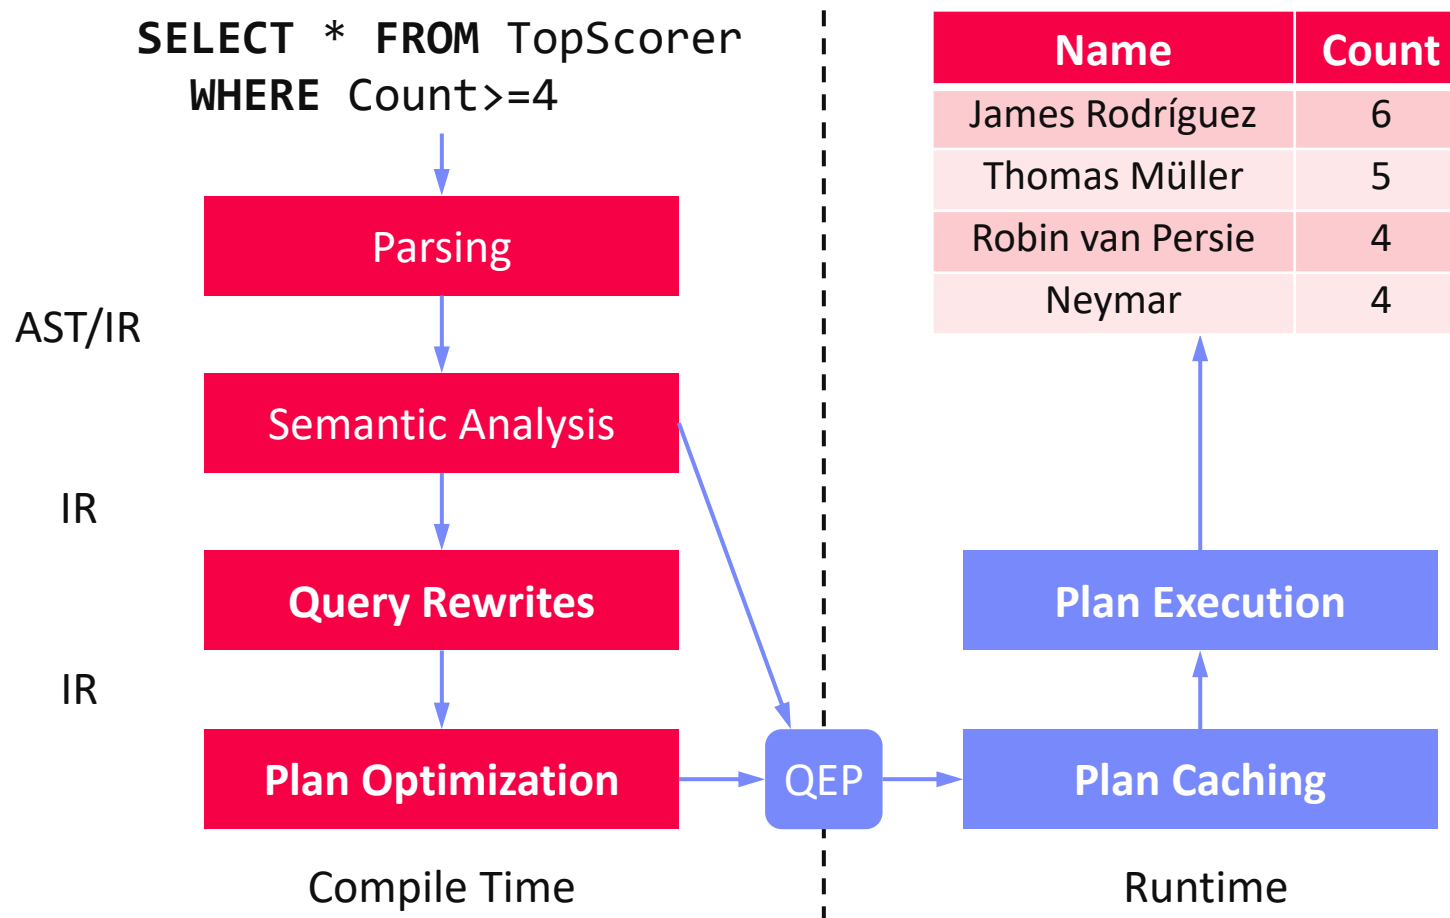 SELECT * FROM TopScorer
WHERE Count>=4
Parsing
AST/IR
Semantic Analysis
IR
Query Rewrites
IR
Plan Optimization
Compile Time
QEP
Name Count
James Rodríguez 6
Thomas Müller 5
Robin van Persie 4
Neymar 4
Plan Execution
Plan Caching
Runtime